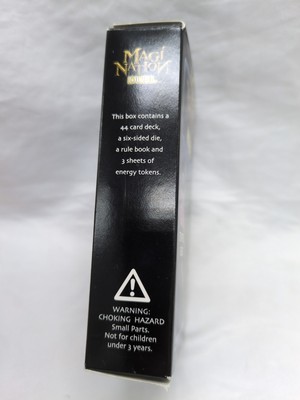 MAGI
NATION
This box contains a
44 card deck,
a six-sided die,
a rule book and
3 sheets of
energy tokens.
WARNING:
CHOKING HAZARD
Small Parts.
Not for children
under 3 years.